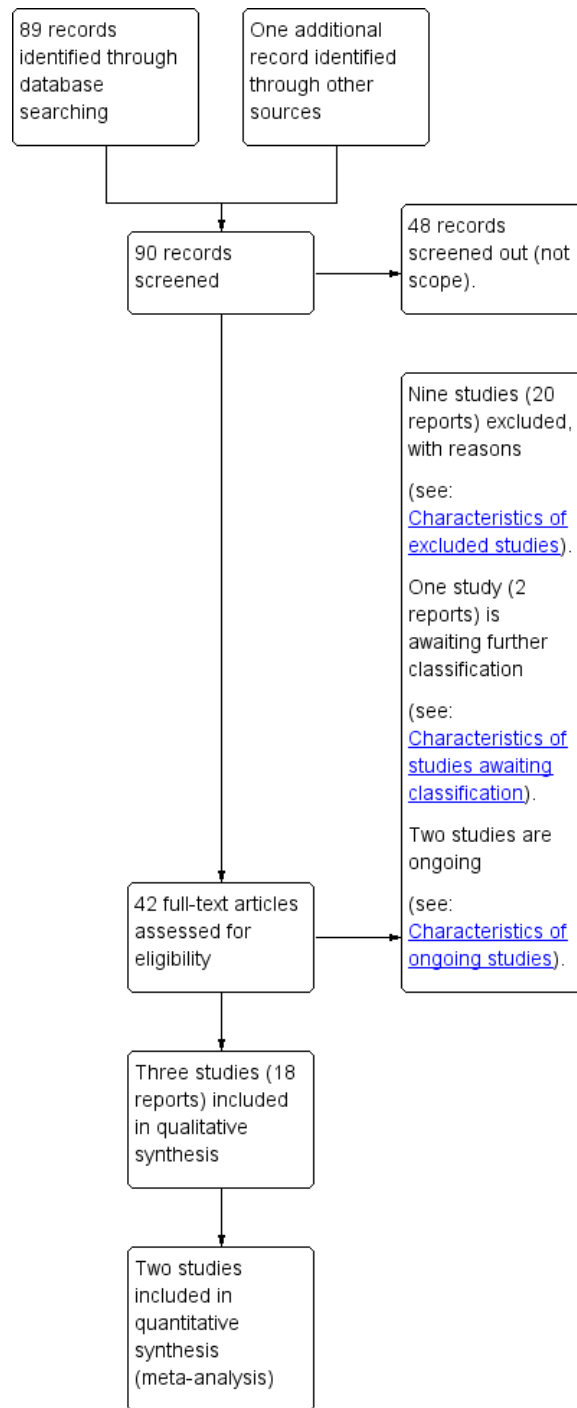 89 records
identified through
database
searching
One additional
record identified
through other
sources
90 records
screened
48 records
screened out (not
scope).
Nine studies (20
reports) excluded,
with reasons
(see:
Characteristics of
excluded studies).
One study (2
reports) is
awaiting further
classification
(see:
Characteristics of
studies awaiting
classification).
Two studies are
ongoing
(see:
Characteristics of
ongoing studies).
42 full-text articles
assessed for
eligibility
Three studies (18
reports) included
in qualitative
synthesis
Two studies
included in
quantitative
synthesis
(meta-analysis)